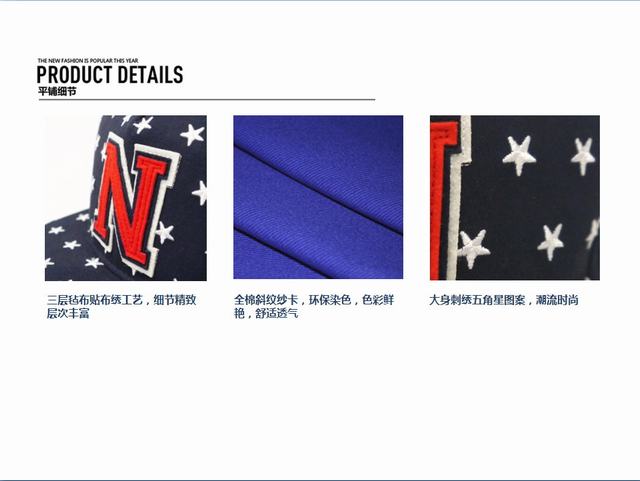 THE NEW FASHION IS POPULAR THIS YEAR
PRODUCT DETAILS
平铺细节
N
三层毡布贴布绣工艺，细节精致
层次丰富
全棉斜纹纱卡，环保染色，色彩鲜
艳，舒适透气
大身刺绣五角星图案，潮流时尚